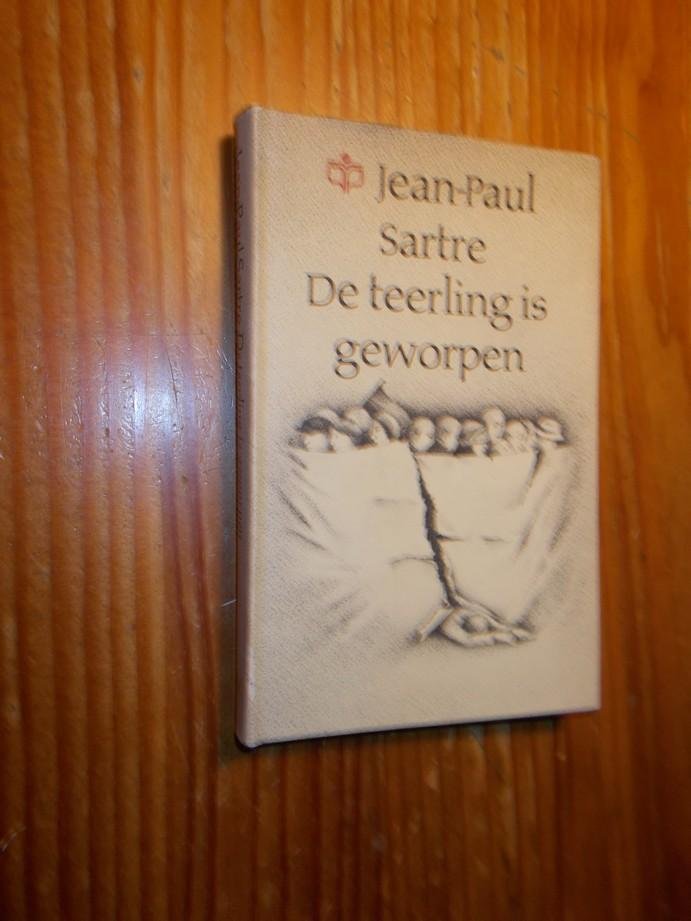 Jean-Paul
Sartre
De teerling is
geworpen